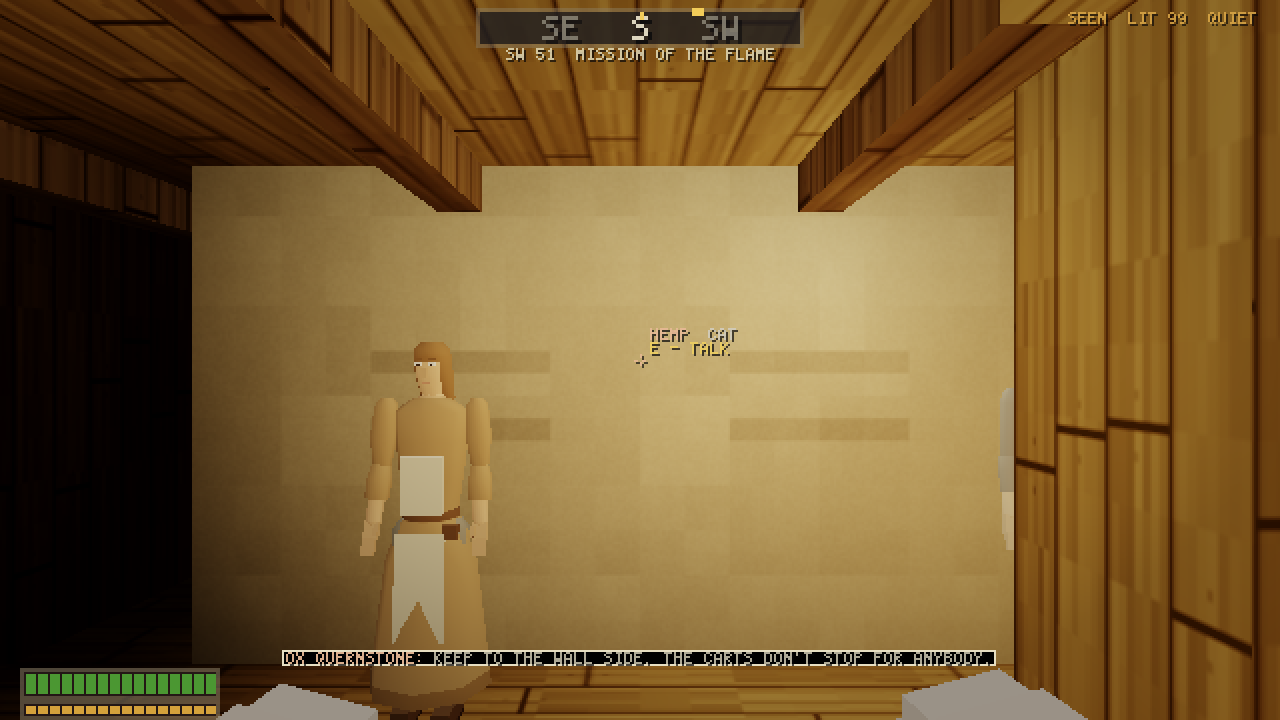 SE S SW
SEEN LIT 99 QUIET
SW 51 MISSION OF THE FLAME
HEMP CAT
E - TALK
OX QUERNSTONE: KEEP TO THE WALL SIDE, THE CARTS DON'T STOP FOR ANYBODY.